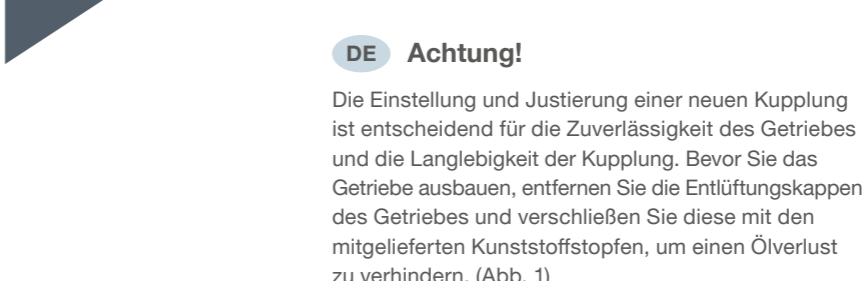 DE Achtung!
Die Einstellung und Justierung einer neuen Kupplung
ist entscheidend für die Zuverlässigkeit des Getriebes
und die Langlebigkeit der Kupplung. Bevor Sie das
Getriebe ausbauen, entfernen Sie die Entlüftungskappen
des Getriebes und verschließen Sie diese mit den
mitgelieferten Kunststoffstopfen, um einen Ölverlust
zu verhindern. (Abb. 1)